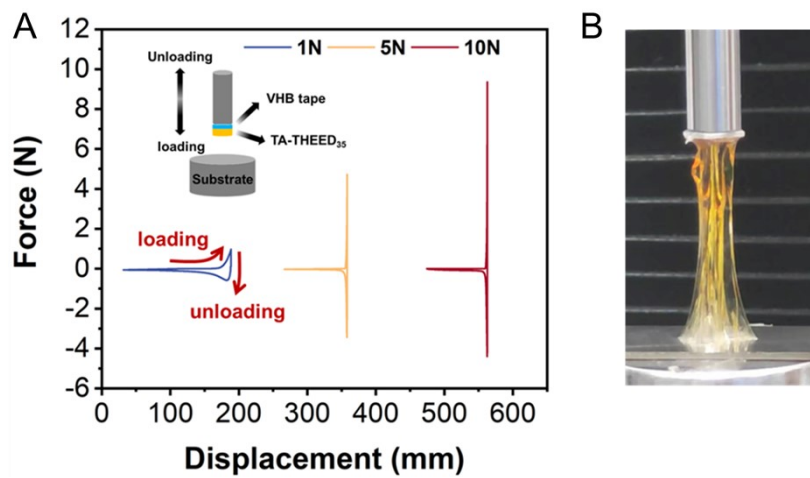 A
B
12
10
8
6
4
2
0
-2
-4
-6
Force (N)
1N 5N 10N
Unloading
loading
VHB tape
TA-THEED35
Substrate
loading
unloading
0 100 200 300 400 500 600
Displacement (mm)